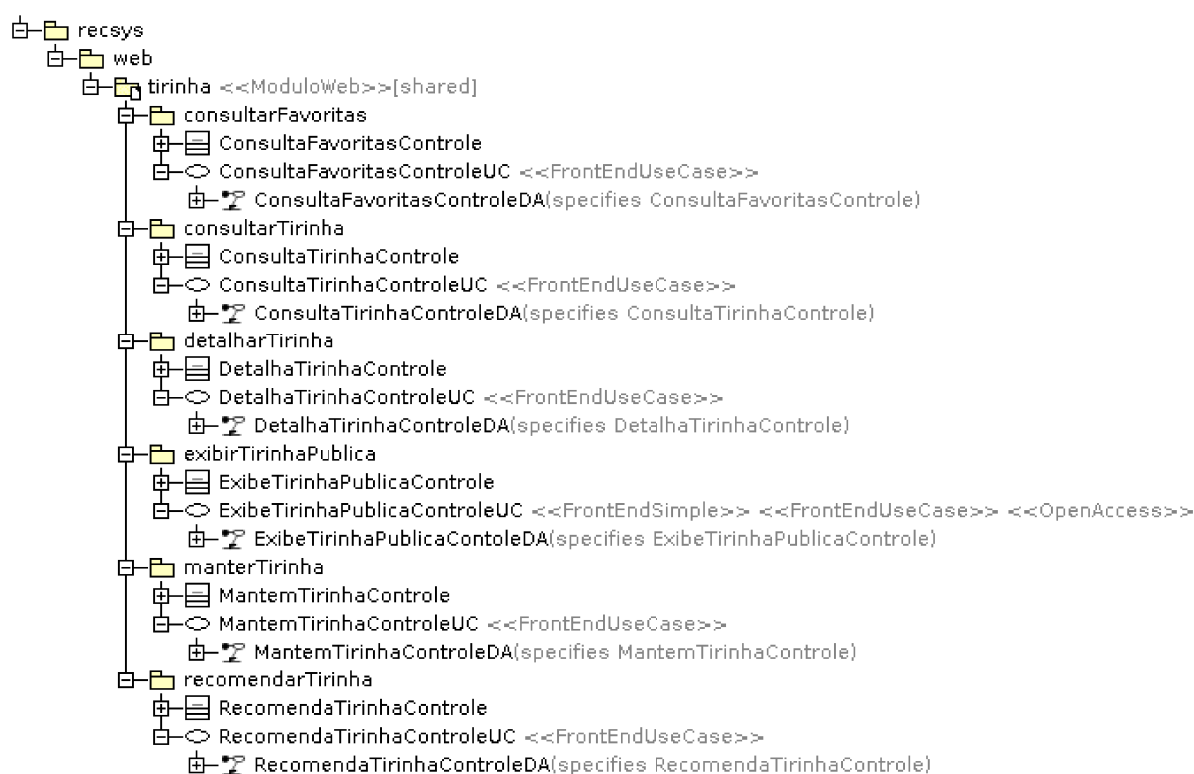 recsys
web
tirinha <<ModuloWeb>>[shared]
consultarFavoritas
ConsultaFavoritasControle
ConsultaFavoritasControleUC <<FrontEndUseCase>>
ConsultaFavoritasControleDA(specifies ConsultaFavoritasControle)
consultarTirinha
ConsultaTirinhaControle
ConsultaTirinhaControleUC <<FrontEndUseCase>>
ConsultaTirinhaControleDA(specifies ConsultaTirinhaControle)
detalharTirinha
DetalhaTirinhaControle
DetalhaTirinhaControleUC <<FrontEndUseCase>>
DetalhaTirinhaControleDA(specifies DetalhaTirinhaControle)
exibirTirinhaPublica
ExibeTirinhaPublicaControle
ExibeTirinhaPublicaControleUC <<FrontEndSimple>> <<FrontEndUseCase>> <<OpenAccess>>
ExibeTirinhaPublicaContoleDA(specifies ExibeTirinhaPublicaControle)
manterTirinha
MantemTirinhaControle
MantemTirinhaControleUC <<FrontEndUseCase>>
MantemTirinhaControleDA(specifies MantemTirinhaControle)
recomendarTirinha
RecomendaTirinhaControle
RecomendaTirinhaControleUC <<FrontEndUseCase>>
RecomendaTirinhaControleDA(specifies RecomendaTirinhaControle)